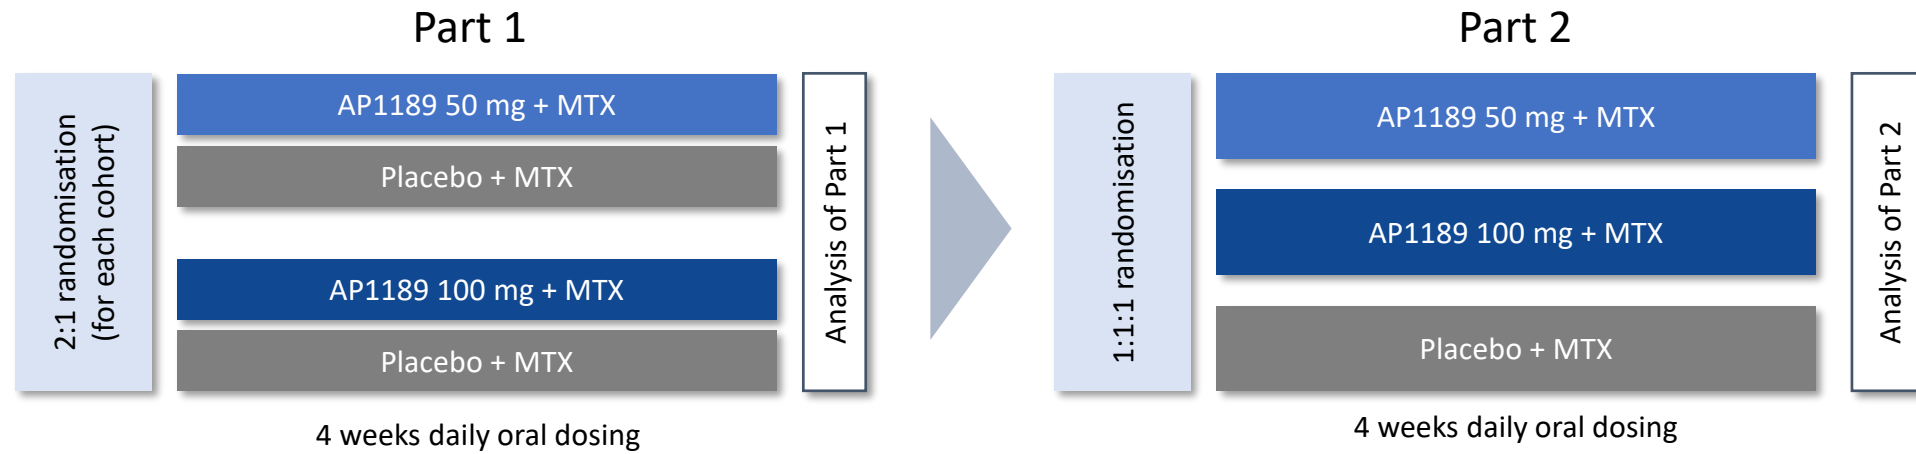 Part 1
2:1 randomisation
(for each cohort)
AP1189 50 mg + MTX
Placebo + MTX
AP1189 100 mg + MTX
Placebo + MTX
4 weeks daily oral dosing
Analysis of Part 1
Part 2
1:1:1 randomisation
AP1189 50 mg + MTX
AP1189 100 mg + MTX
Placebo + MTX
4 weeks daily oral dosing
Analysis of Part 2